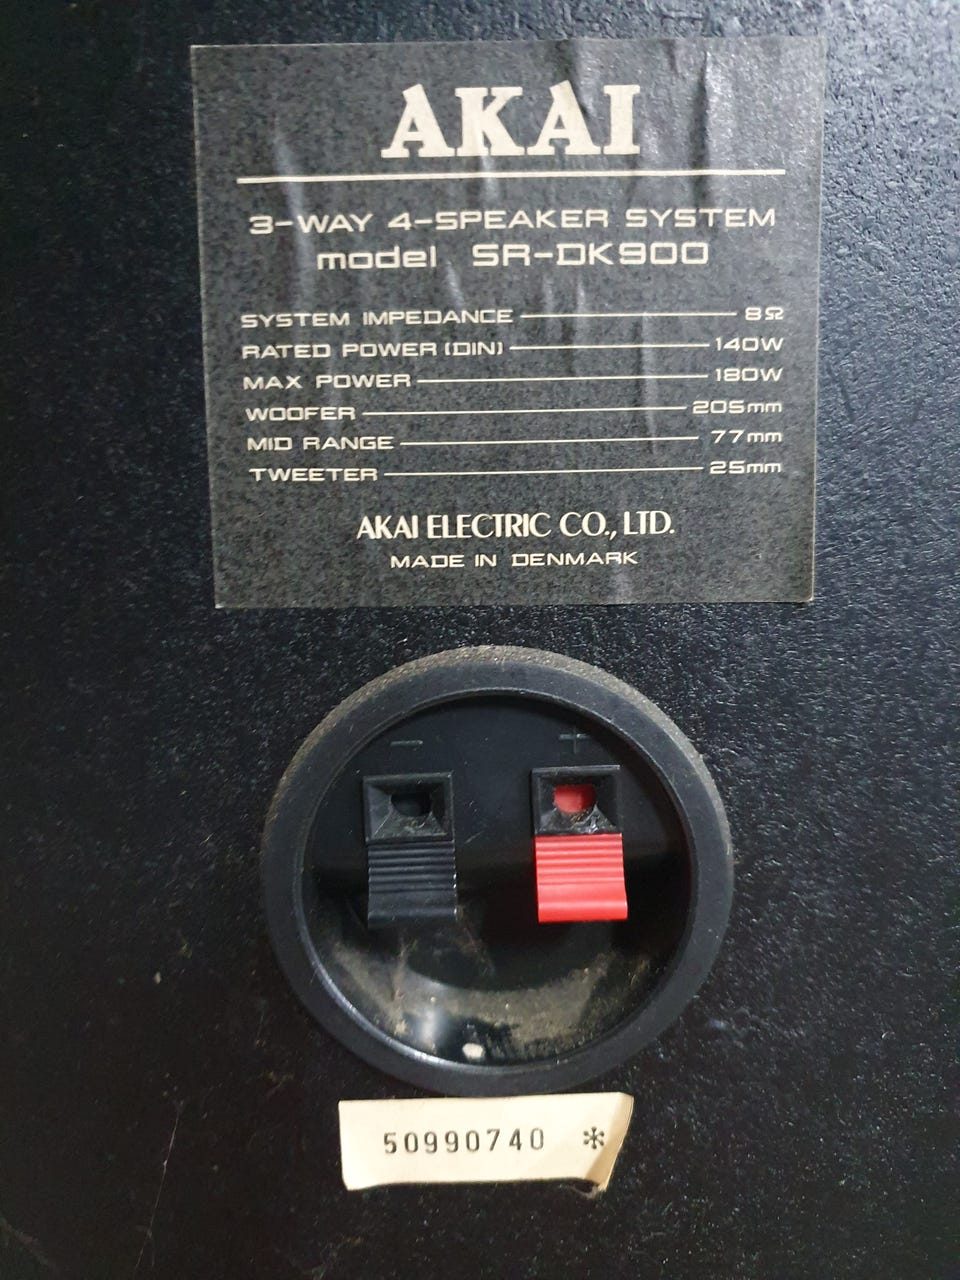 AKAI
3-WAY 4-SPEAKER SYSTEM
model SR-DK900
SYSTEM IMPEDANCE 8Ω
RATED POWER (DIN) 140W
MAX POWER 180W
WOOFER 205mm
MID RANGE 77mm
TWEETER 25mm
AKAI ELECTRIC CO., LTD.
MADE IN DENMARK
- +
50990740 *